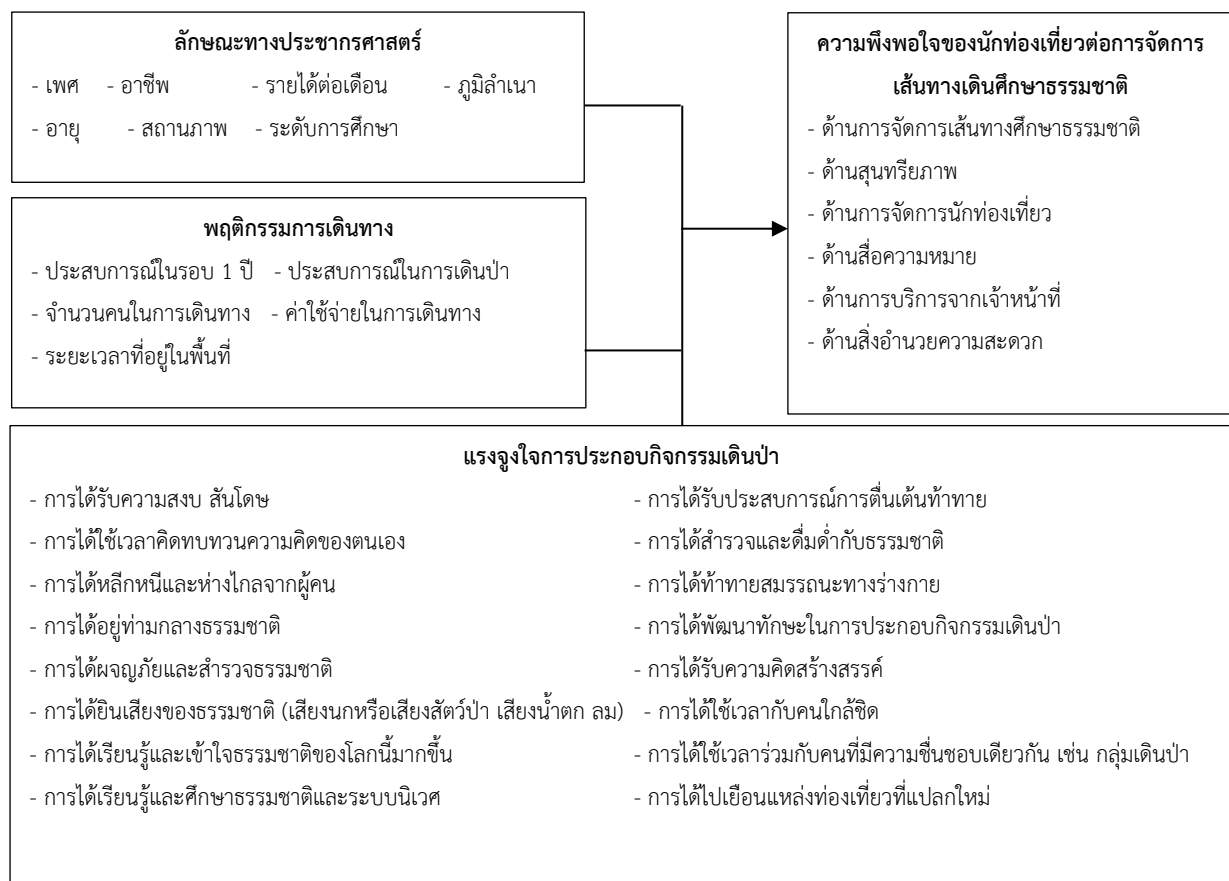 ลักษณะทางประชากรศาสตร์
- เพศ - อาชีพ - รายได้ต่อเดือน - ภูมิลำเนา
- อายุ - สถานภาพ - ระดับการศึกษา
พฤติกรรมการเดินทาง
- ประสบการณ์ในรอบ 1 ปี - ประสบการณ์ในการเดินป่า
- จำนวนคนในการเดินทาง - ค่าใช้จ่ายในการเดินทาง
- ระยะเวลาที่อยู่ในพื้นที่
ความพึงพอใจของนักท่องเที่ยวต่อการจัดการ
เส้นทางเดินศึกษาธรรมชาติ
- ด้านการจัดการเส้นทางศึกษาธรรมชาติ
- ด้านสุนทรียภาพ
- ด้านการจัดการนักท่องเที่ยว
- ด้านสื่อความหมาย
- ด้านการบริการจากเจ้าหน้าที่
- ด้านสิ่งอำนวยความสะดวก
แรงจูงใจการประกอบกิจกรรมเดินป่า
- การได้รับความสงบ สันโดษ - การได้รับประสบการณ์การตื่นเต้นท้าทาย
- การได้ใช้เวลาคิดทบทวนความคิดของตนเอง - การได้สำรวจและดื่มด่ำกับธรรมชาติ
- การได้หลีกหนีและห่างไกลจากผู้คน - การได้ท้าทายสมรรถนะทางร่างกาย
- การได้อยู่ท่ามกลางธรรมชาติ - การได้พัฒนาทักษะในการประกอบกิจกรรมเดินป่า
- การได้ผจญภัยและสำรวจธรรมชาติ - การได้รับความคิดสร้างสรรค์
- การได้ยินเสียงของธรรมชาติ (เสียงนกหรือเสียงสัตว์ป่า เสียงน้ำตก ลม) - การได้ใช้เวลากับคนใกล้ชิด
- การได้เรียนรู้และเข้าใจธรรมชาติของโลกนี้มากขึ้น - การได้ใช้เวลาร่วมกับคนที่มีความชื่นชอบเดียวกัน เช่น กลุ่มเดินป่า
- การได้เรียนรู้และศึกษาธรรมชาติและระบบนิเวศ - การได้ไปเยือนแหล่งท่องเที่ยวที่แปลกใหม่